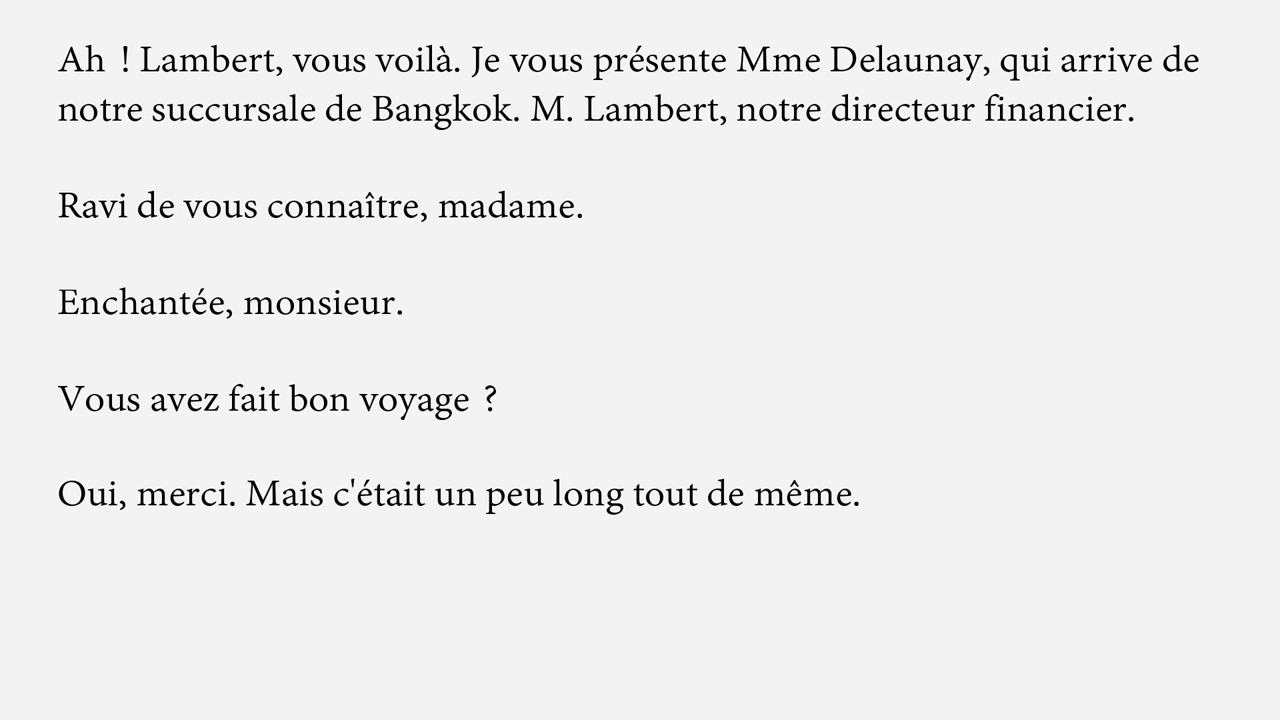 Ah ! Lambert, vous voilà. Je vous présente Mme Delaunay, qui arrive de
notre succursale de Bangkok. M. Lambert, notre directeur financier.
Ravi de vous connaître, madame.
Enchantée, monsieur.
Vous avez fait bon voyage ?
Oui, merci. Mais c'était un peu long tout de même.